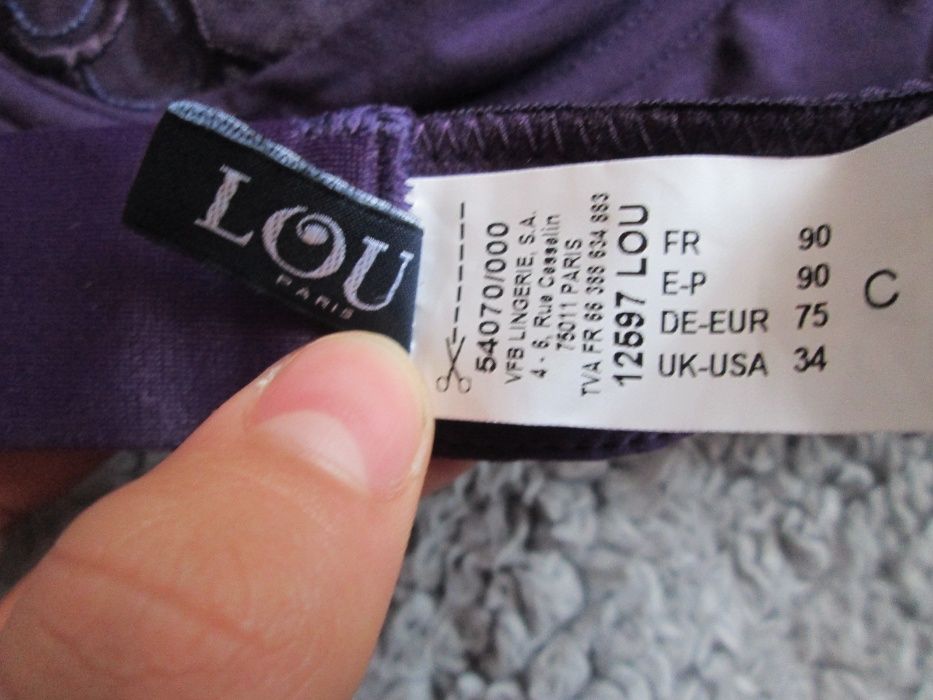 LOU
PARIS
54070/000
VFB LINGERIE, S.A.
4 - 6, Rue Casselin
75011 PARIS
TVA FR 66 388 634 883
12597 LOU
FR 90
E-P 90
DE-EUR 75
UK-USA 34
C